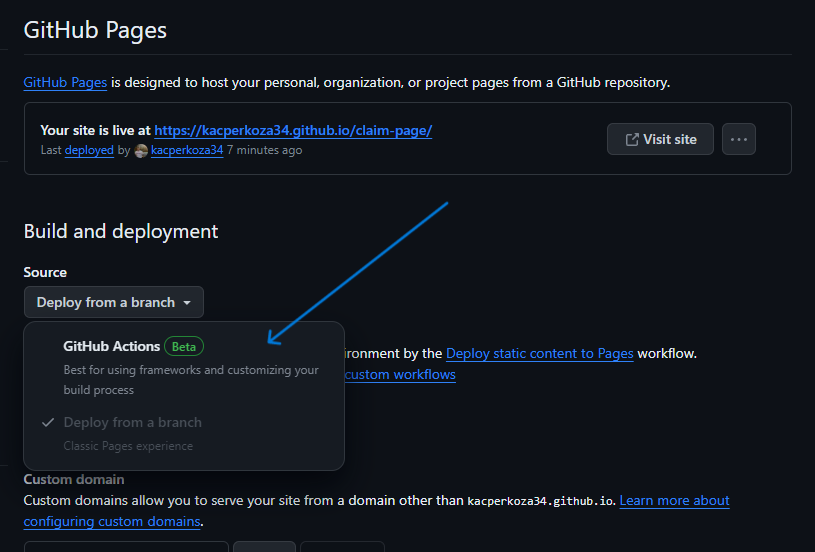 GitHub Pages
GitHub Pages is designed to host your personal, organization, or project pages from a GitHub repository.
Your site is live at https://kacperkoza34.github.io/claim-page/
Last deployed by kacperkoza34 7 minutes ago
Visit site
Build and deployment
Source
Deploy from a branch
GitHub Actions Beta
Best for using frameworks and customizing your
build process
ironment by the Deploy static content to Pages workflow.
custom workflows
Deploy from a branch
Classic Pages experience
Custom domain
Custom domains allow you to serve your site from a domain other than kacperkoza34.github.io. Learn more about
configuring custom domains.